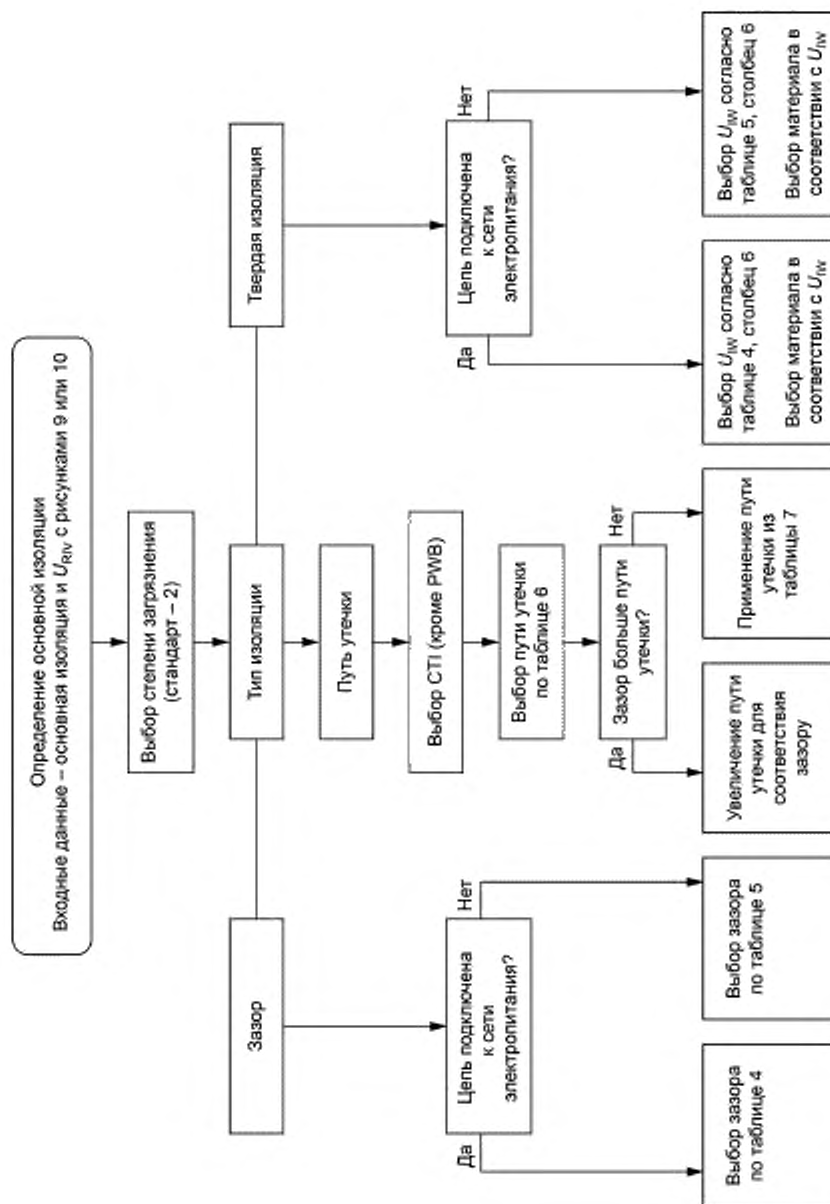 Определение основной изоляции
Входные данные – основная изоляция и U_RIV с рисунками 9 или 10
Выбор степени загрязнения
(стандарт – 2)
Тип изоляции
Зазор
Цепь подключена
к сети
электропитания?
Да
Нет
Выбор зазора
по таблице 4
Выбор зазора
по таблице 5
Путь утечки
Выбор CTI (кроме PWB)
Выбор пути утечки
по таблице 6
Зазор больше пути
утечки?
Да
Нет
Увеличение пути
утечки для
соответствия
зазору
Применение пути
утечки из
таблицы 7
Твердая изоляция
Цепь подключена
к сети
электропитания?
Да
Нет
Выбор U_IW согласно
таблице 4, столбец 6
Выбор материала в
соответствии с U_IW
Выбор U_IW согласно
таблице 5, столбец 6
Выбор материала в
соответствии с U_IW